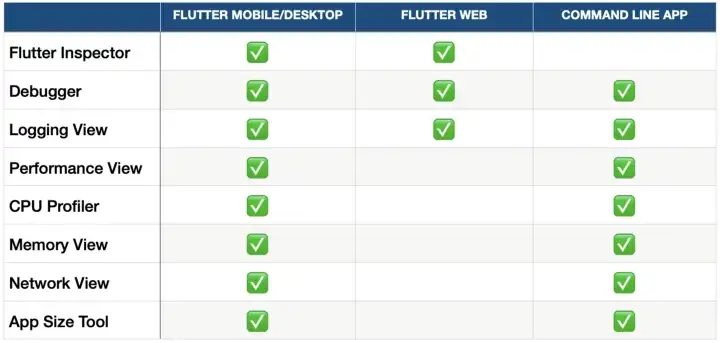 FLUTTER MOBILE/DESKTOP FLUTTER WEB COMMAND LINE APP
Flutter Inspector ✅ ✅
Debugger ✅ ✅ ✅
Logging View ✅ ✅ ✅
Performance View ✅ ✅
CPU Profiler ✅ ✅
Memory View ✅ ✅
Network View ✅ ✅
App Size Tool ✅ ✅